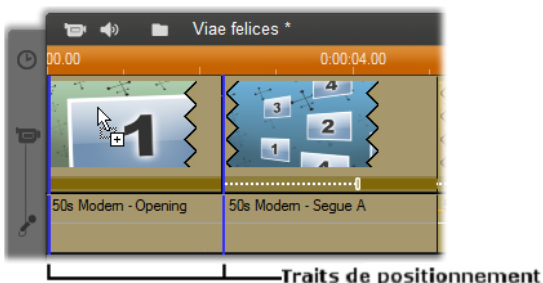 Viae felices *
00.00 0:00:04.00
1 3 4 2 1
50s Modern - Opening 50s Modern - Segue A
Traits de positionnement